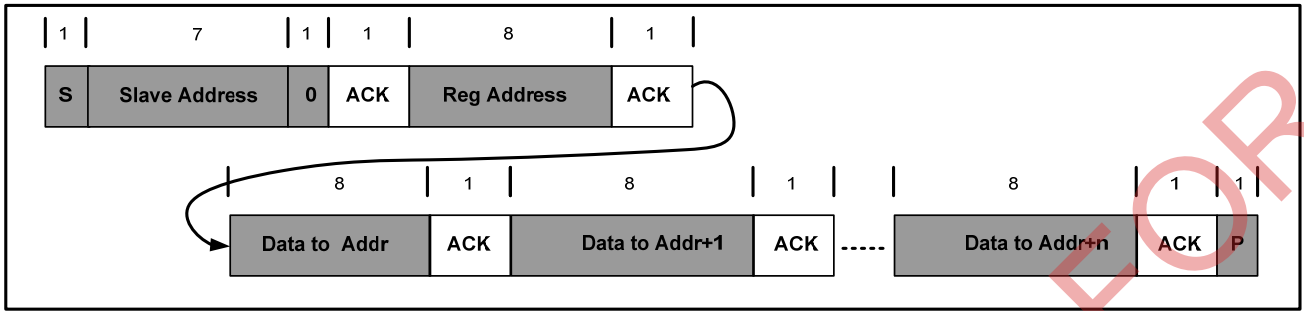 1 7 1 1 8 1
S Slave Address 0 ACK Reg Address ACK
8 1 8 1 8 1 1
Data to Addr ACK Data to Addr+1 ACK Data to Addr+n ACK P
FOR